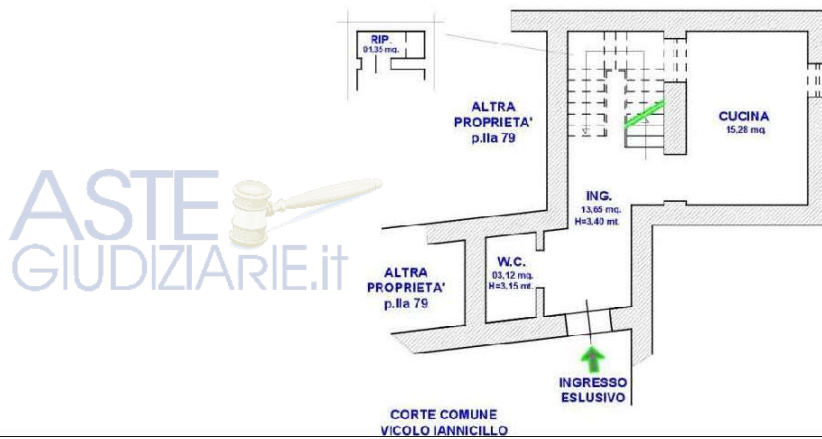 RIP.
01,35 mq.
ALTRA
PROPRIETA'
p.lla 79
CUCINA
15,28 mq.
ING.
13,65 mq.
H=3,40 mt.
ASTE
GIUDIZIARIE.it
ALTRA
PROPRIETA'
p.lla 79
W.C.
03,12 mq.
H=3,15 mt.
INGRESSO
ESLUSIVO
CORTE COMUNE
VICOLO IANNICILLO